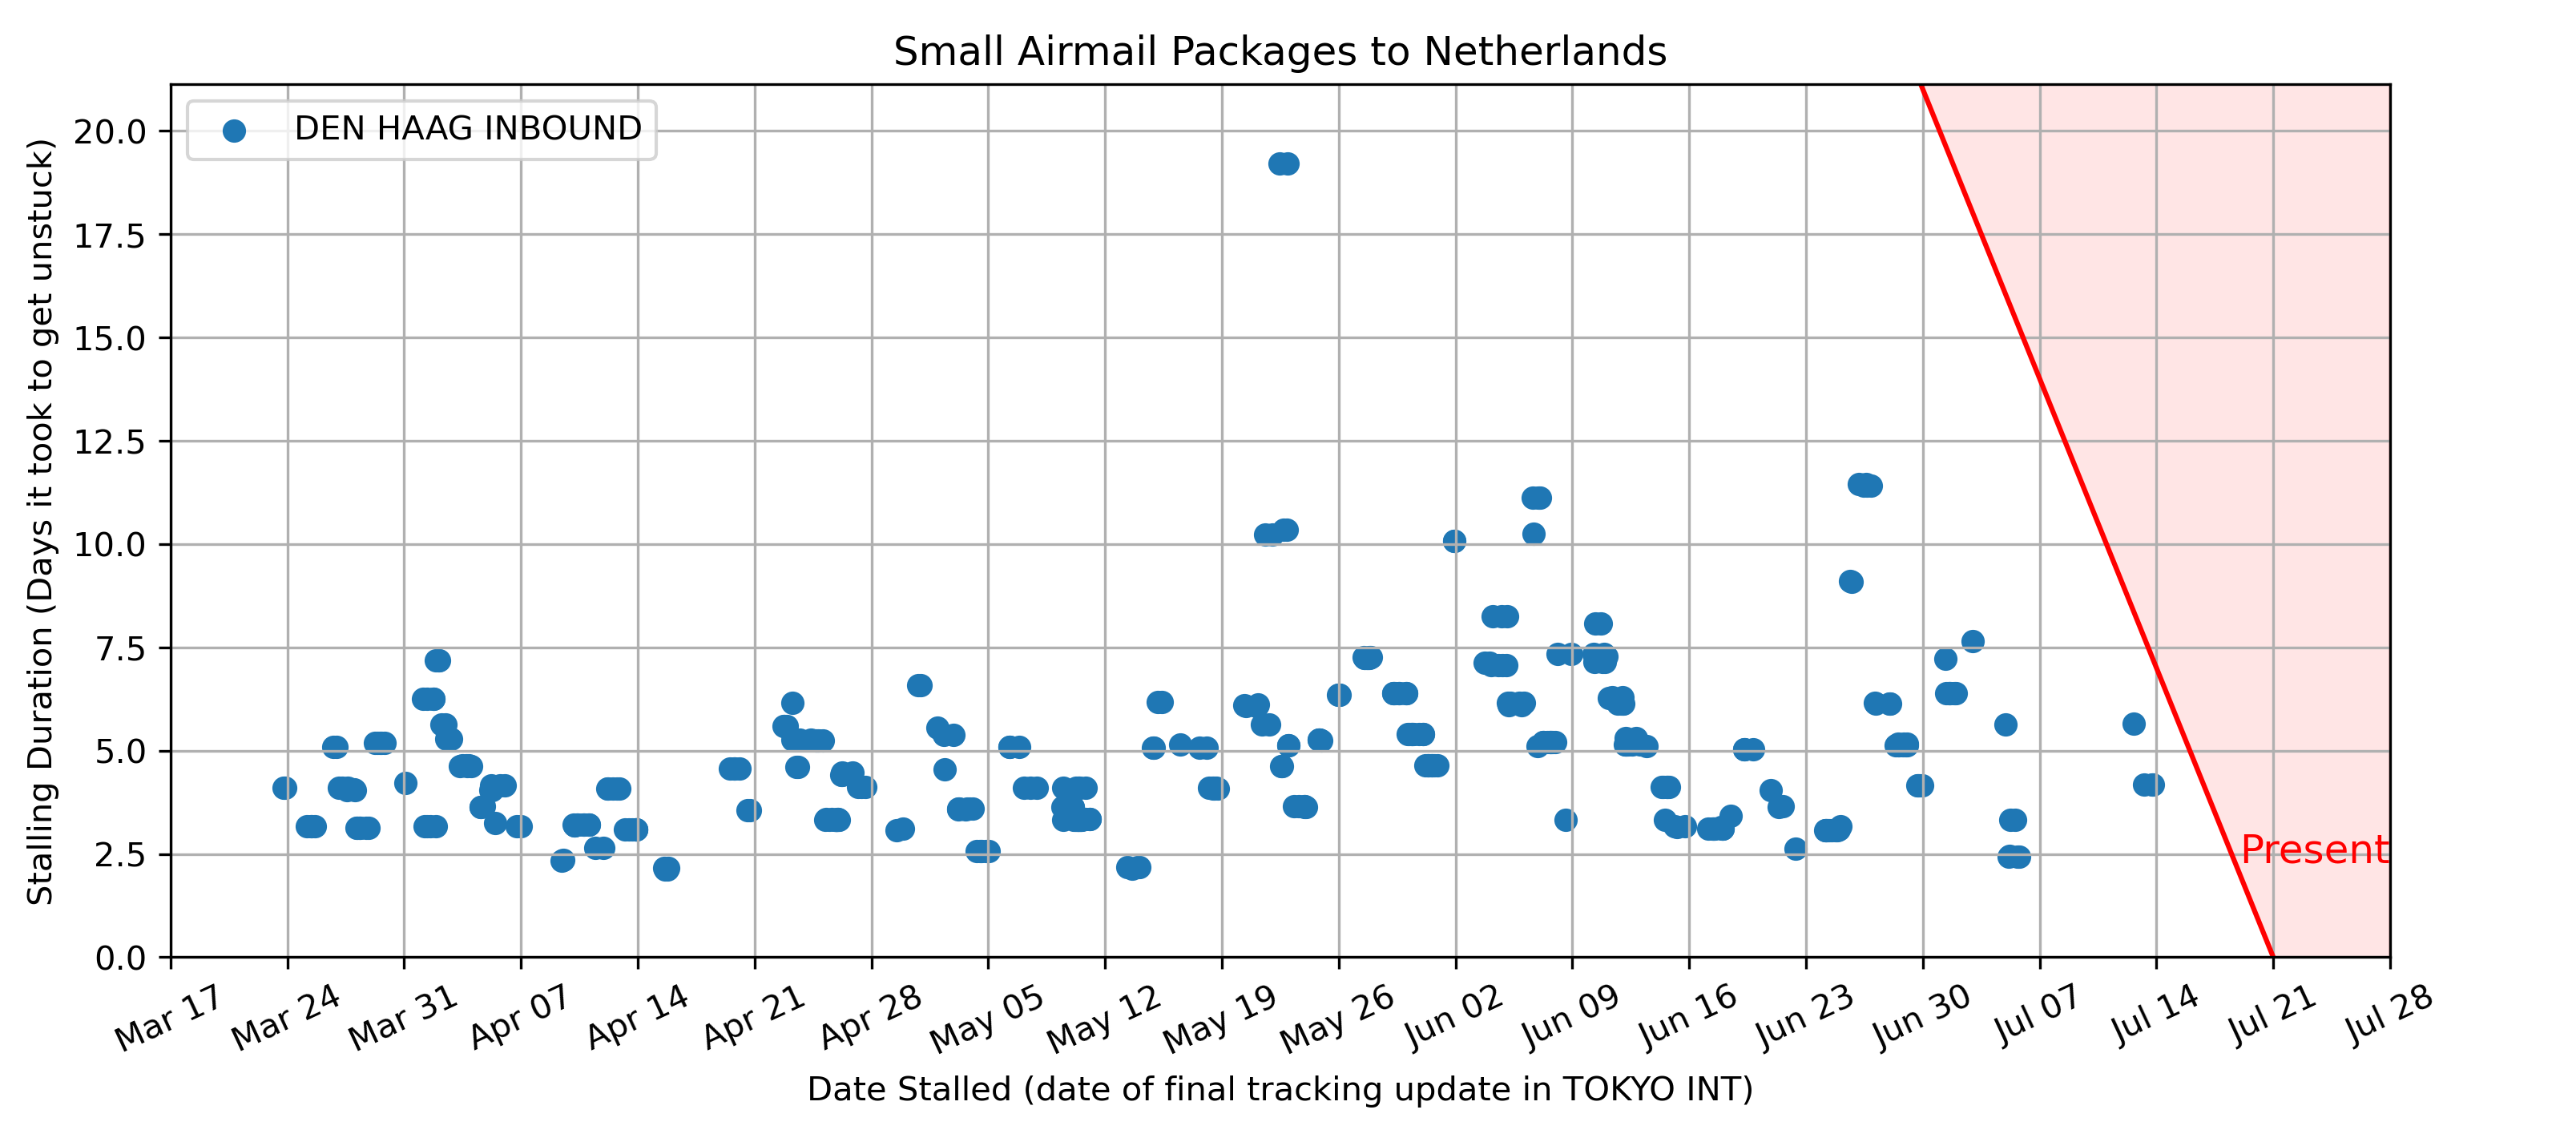 Small Airmail Packages to Netherlands
DEN HAAG INBOUND
Stalling Duration (Days it took to get unstuck)
20.0
17.5
15.0
12.5
10.0
7.5
5.0
2.5
0.0
Present
Mar 17
Mar 24
Mar 31
Apr 07
Apr 14
Apr 21
Apr 28
May 05
May 12
May 19
May 26
Jun 02
Jun 09
Jun 16
Jun 23
Jun 30
Jul 07
Jul 14
Jul 21
Jul 28
Date Stalled (date of final tracking update in TOKYO INT)